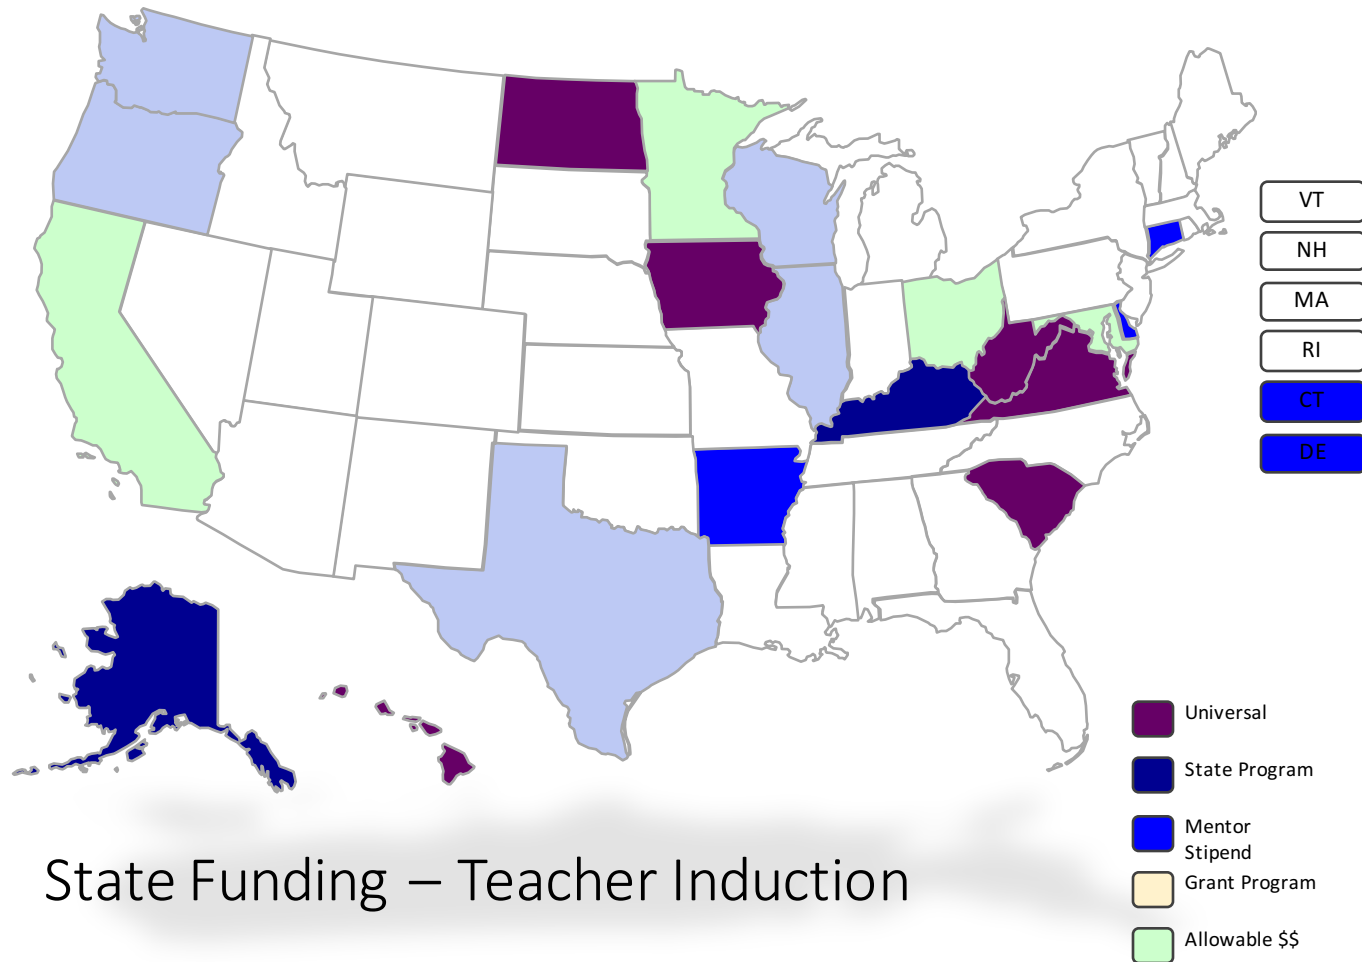 VT
NH
MA
RI
CT
DE
Universal
State Program
Mentor
Stipend
Grant Program
Allowable $$
State Funding – Teacher Induction